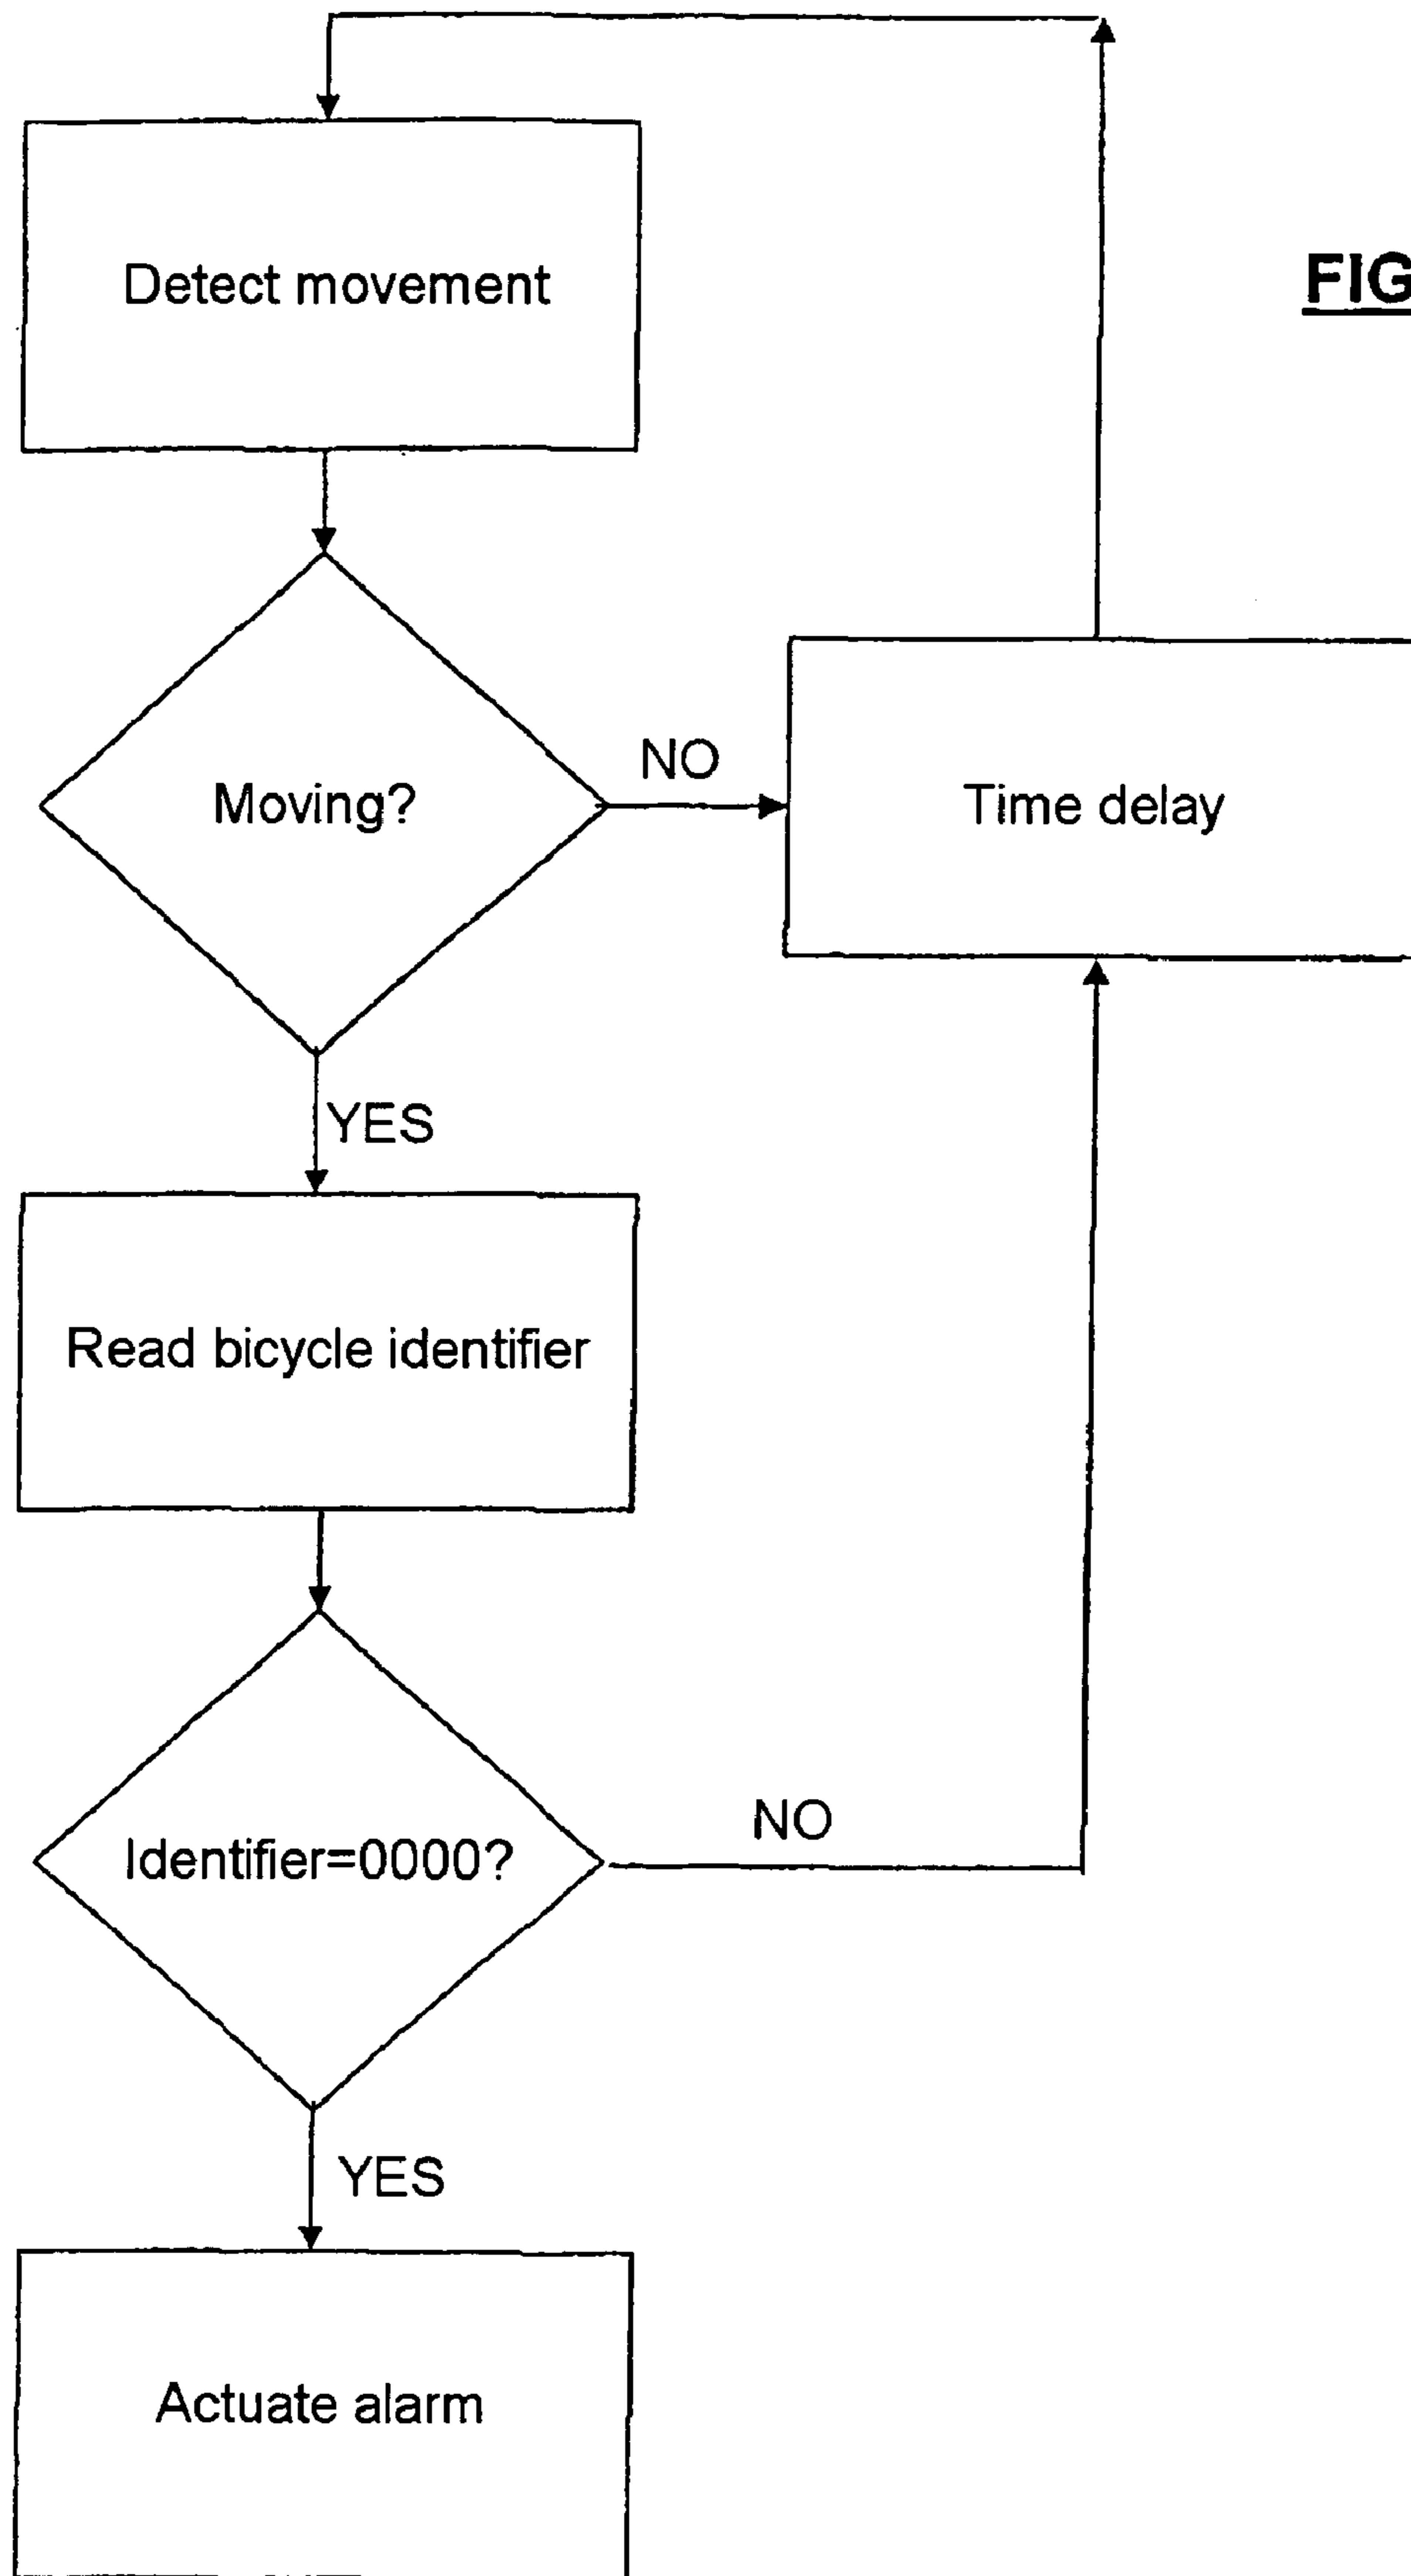 Detect movement
FIG
Moving?
NO
Time delay
YES
Read bicycle identifier
Identifier=0000?
NO
YES
Actuate alarm